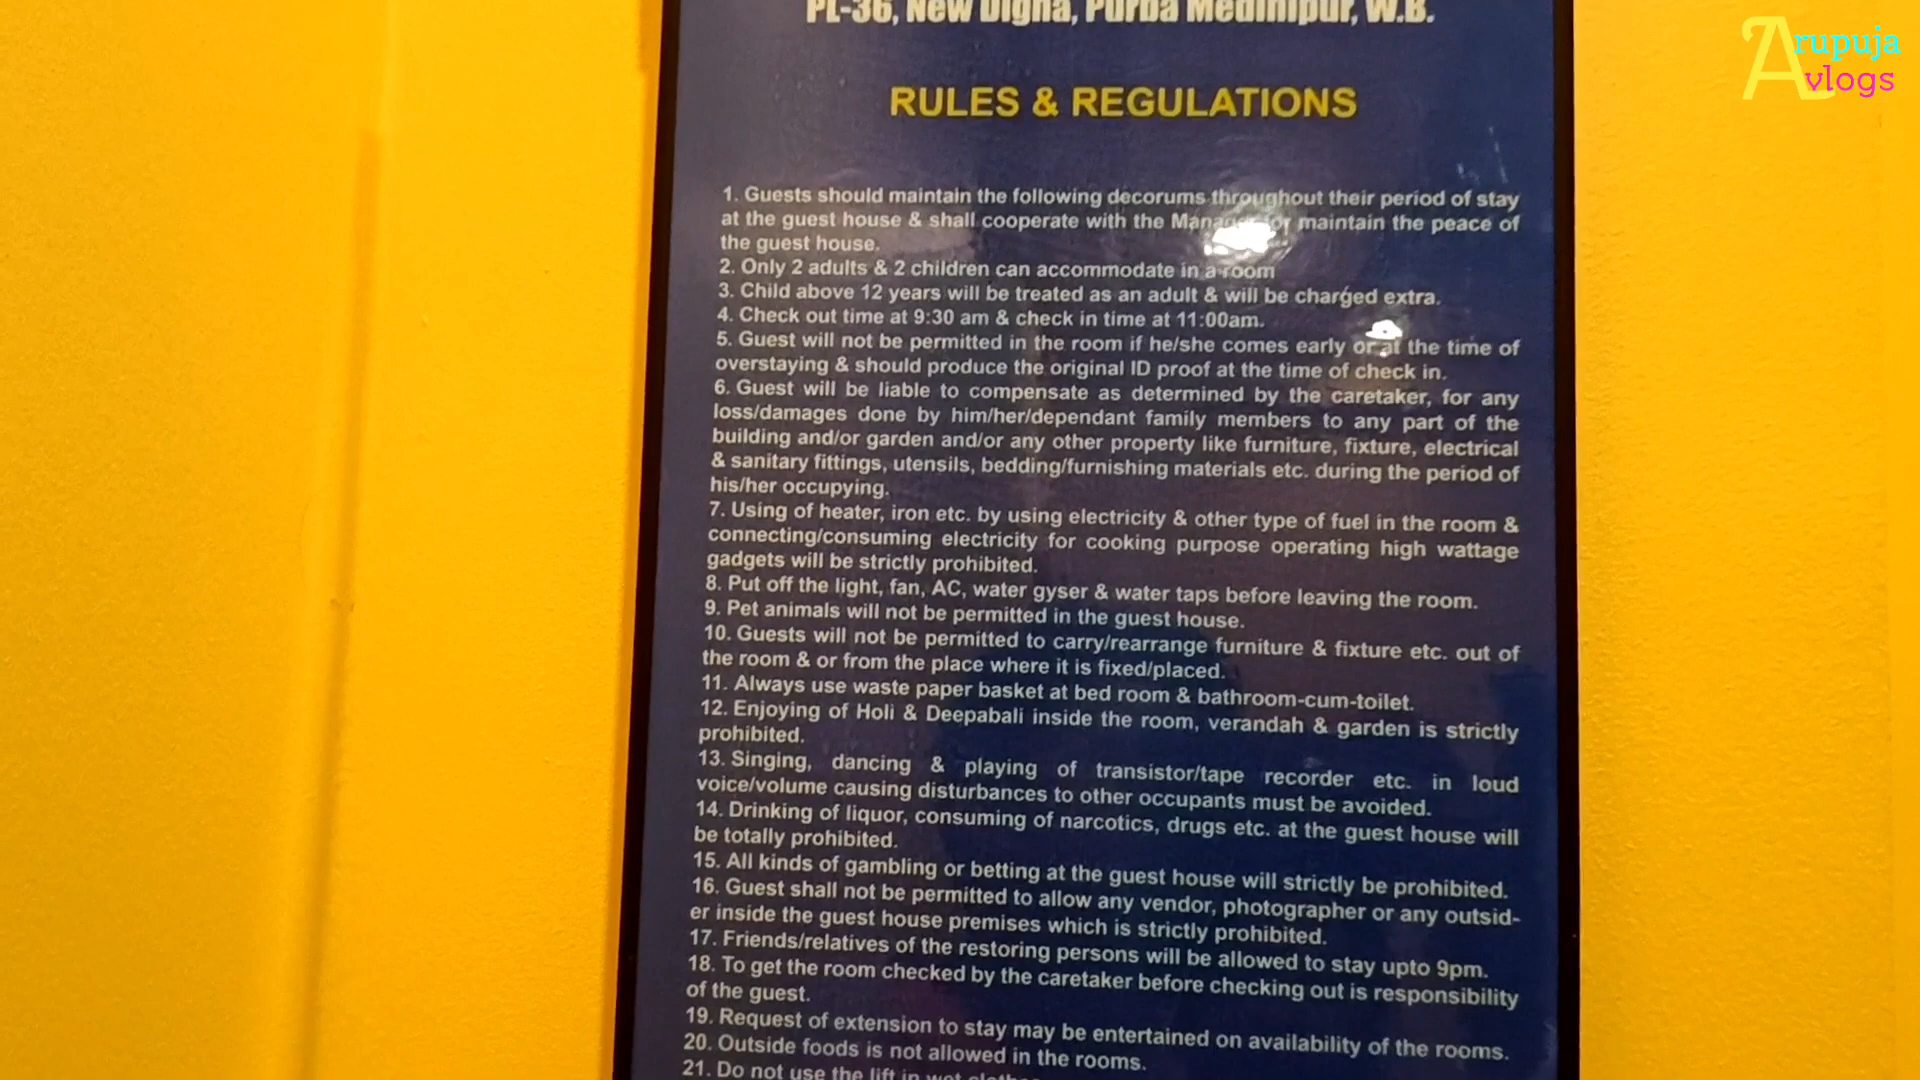 PL-36, New Digha, Purba Medinipur, W.B.
Arupuja
vlogs
RULES & REGULATIONS
1. Guests should maintain the following decorums throughout their period of stay
at the guest house & shall cooperate with the maintain the peace of
the guest house.
2. Only 2 adults & 2 children can accommodate in a room
3. Child above 12 years will be treated as an adult & will be charged extra.
4. Check out time at 9:30 am & check in time at 11:00am.
5. Guest will not be permitted in the room if he/she comes early or at the time of
overstaying & should produce the original ID proof at the time of check in.
6. Guest will be liable to compensate as determined by the caretaker, for any
loss/damages done by him/her/dependant family members to any part of the
building and/or garden and/or any other property like furniture, fixture, electrical
& sanitary fittings, utensils, bedding/furnishing materials etc. during the period of
his/her occupying.
7. Using of heater, iron etc. by using electricity & other type of fuel in the room &
connecting/consuming electricity for cooking purpose operating high wattage
gadgets will be strictly prohibited.
8. Put off the light, fan, AC, water gyser & water taps before leaving the room.
9. Pet animals will not be permitted in the guest house.
10. Guests will not be permitted to carry/rearrange furniture & fixture etc. out of
the room & or from the place where it is fixed/placed.
11. Always use waste paper basket at bed room & bathroom-cum-toilet.
12. Enjoying of Holi & Deepabali inside the room, verandah & garden is strictly
prohibited.
13. Singing, dancing & playing of transistor/tape recorder etc. in loud
voice/volume causing disturbances to other occupants must be avoided.
14. Drinking of liquor, consuming of narcotics, drugs etc. at the guest house will
be totally prohibited.
15. All kinds of gambling or betting at the guest house will strictly be prohibited.
16. Guest shall not be permitted to allow any vendor, photographer or any outsid-
er inside the guest house premises which is strictly prohibited.
17. Friends/relatives of the restoring persons will be allowed to stay upto 9pm.
18. To get the room checked by the caretaker before checking out is responsibility
of the guest.
19. Request of extension to stay may be entertained on availability of the rooms.
20. Outside foods is not allowed in the rooms.
21. Do not use the lift in wet